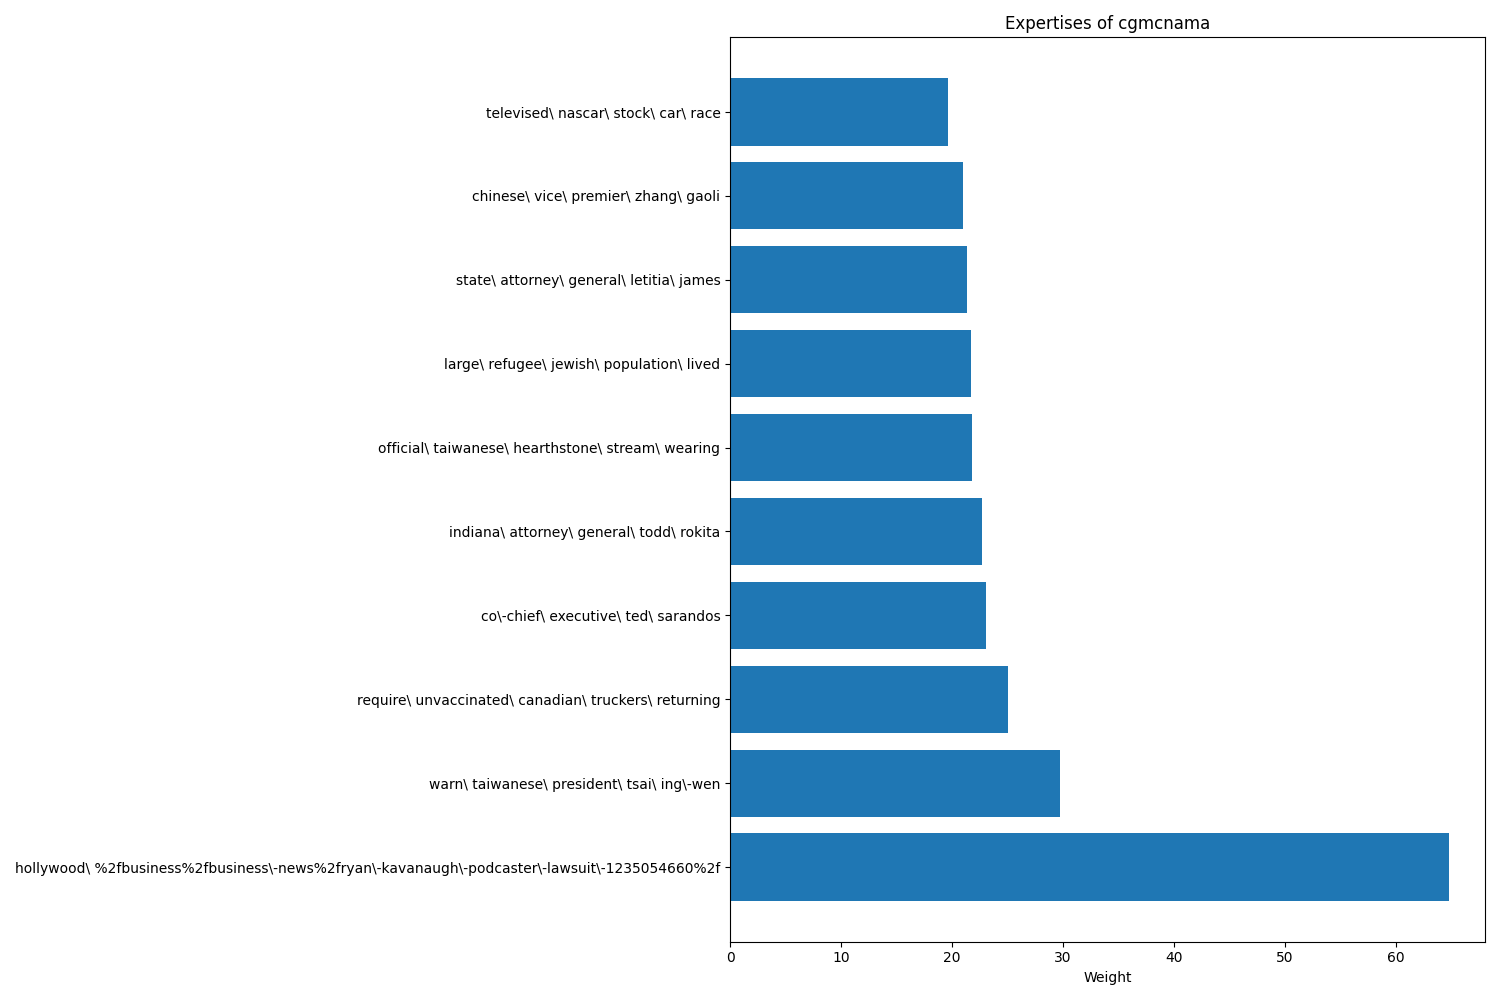 Expertises of cgmcnama
televised\ nascar\ stock\ car\ race
chinese\ vice\ premier\ zhang\ gaoli
state\ attorney\ general\ letitia\ james
large\ refugee\ jewish\ population\ lived
official\ taiwanese\ hearthstone\ stream\ wearing
indiana\ attorney\ general\ todd\ rokita
co\-chief\ executive\ ted\ sarandos
require\ unvaccinated\ canadian\ truckers\ returning
warn\ taiwanese\ president\ tsai\ ing\-wen
hollywood\ %2fbusiness%2fbusiness\-news%2fryan\-kavanaugh\-podcaster\-lawsuit\-1235054660%2f
0 10 20 30 40 50 60
Weight